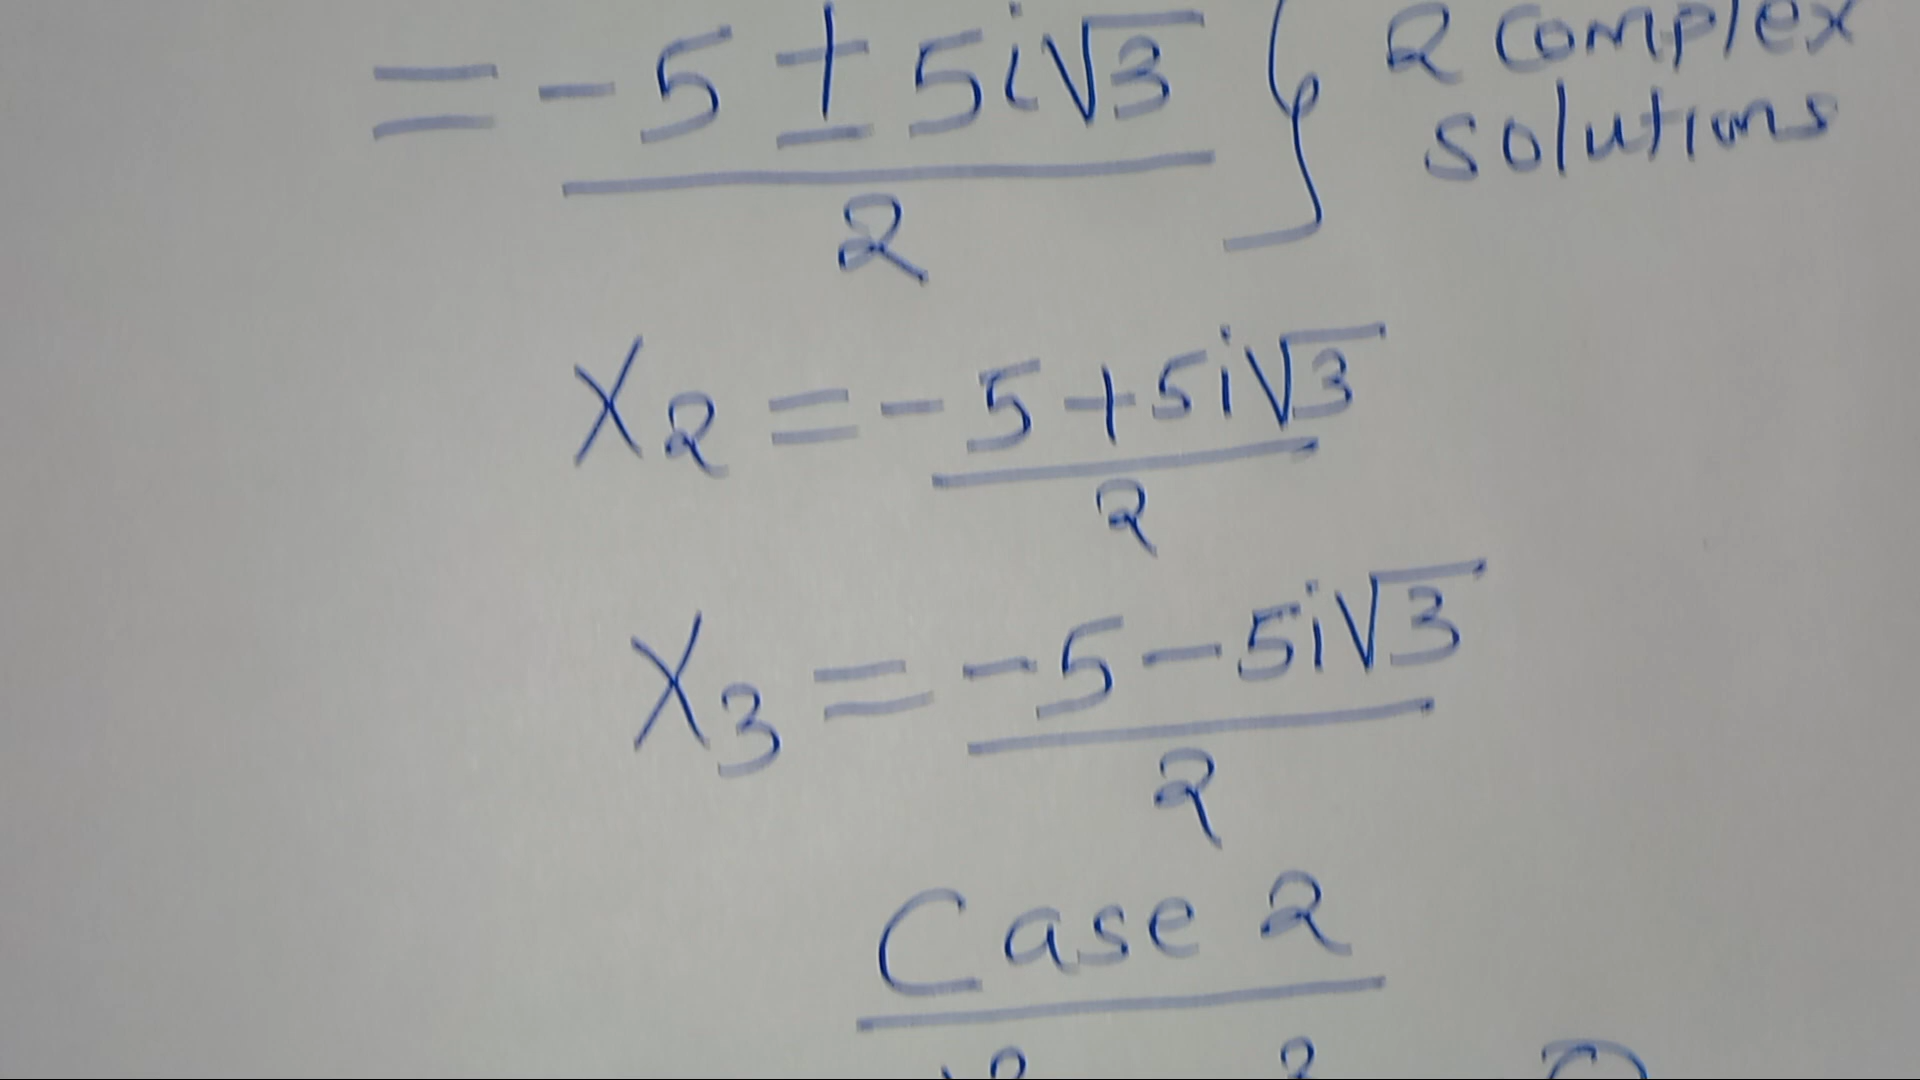 = -5 ± 5i√3 / 2 } 2 complex solutions
X₂ = -5 + 5i√3 / 2
X₃ = -5 - 5i√3 / 2
Case 2